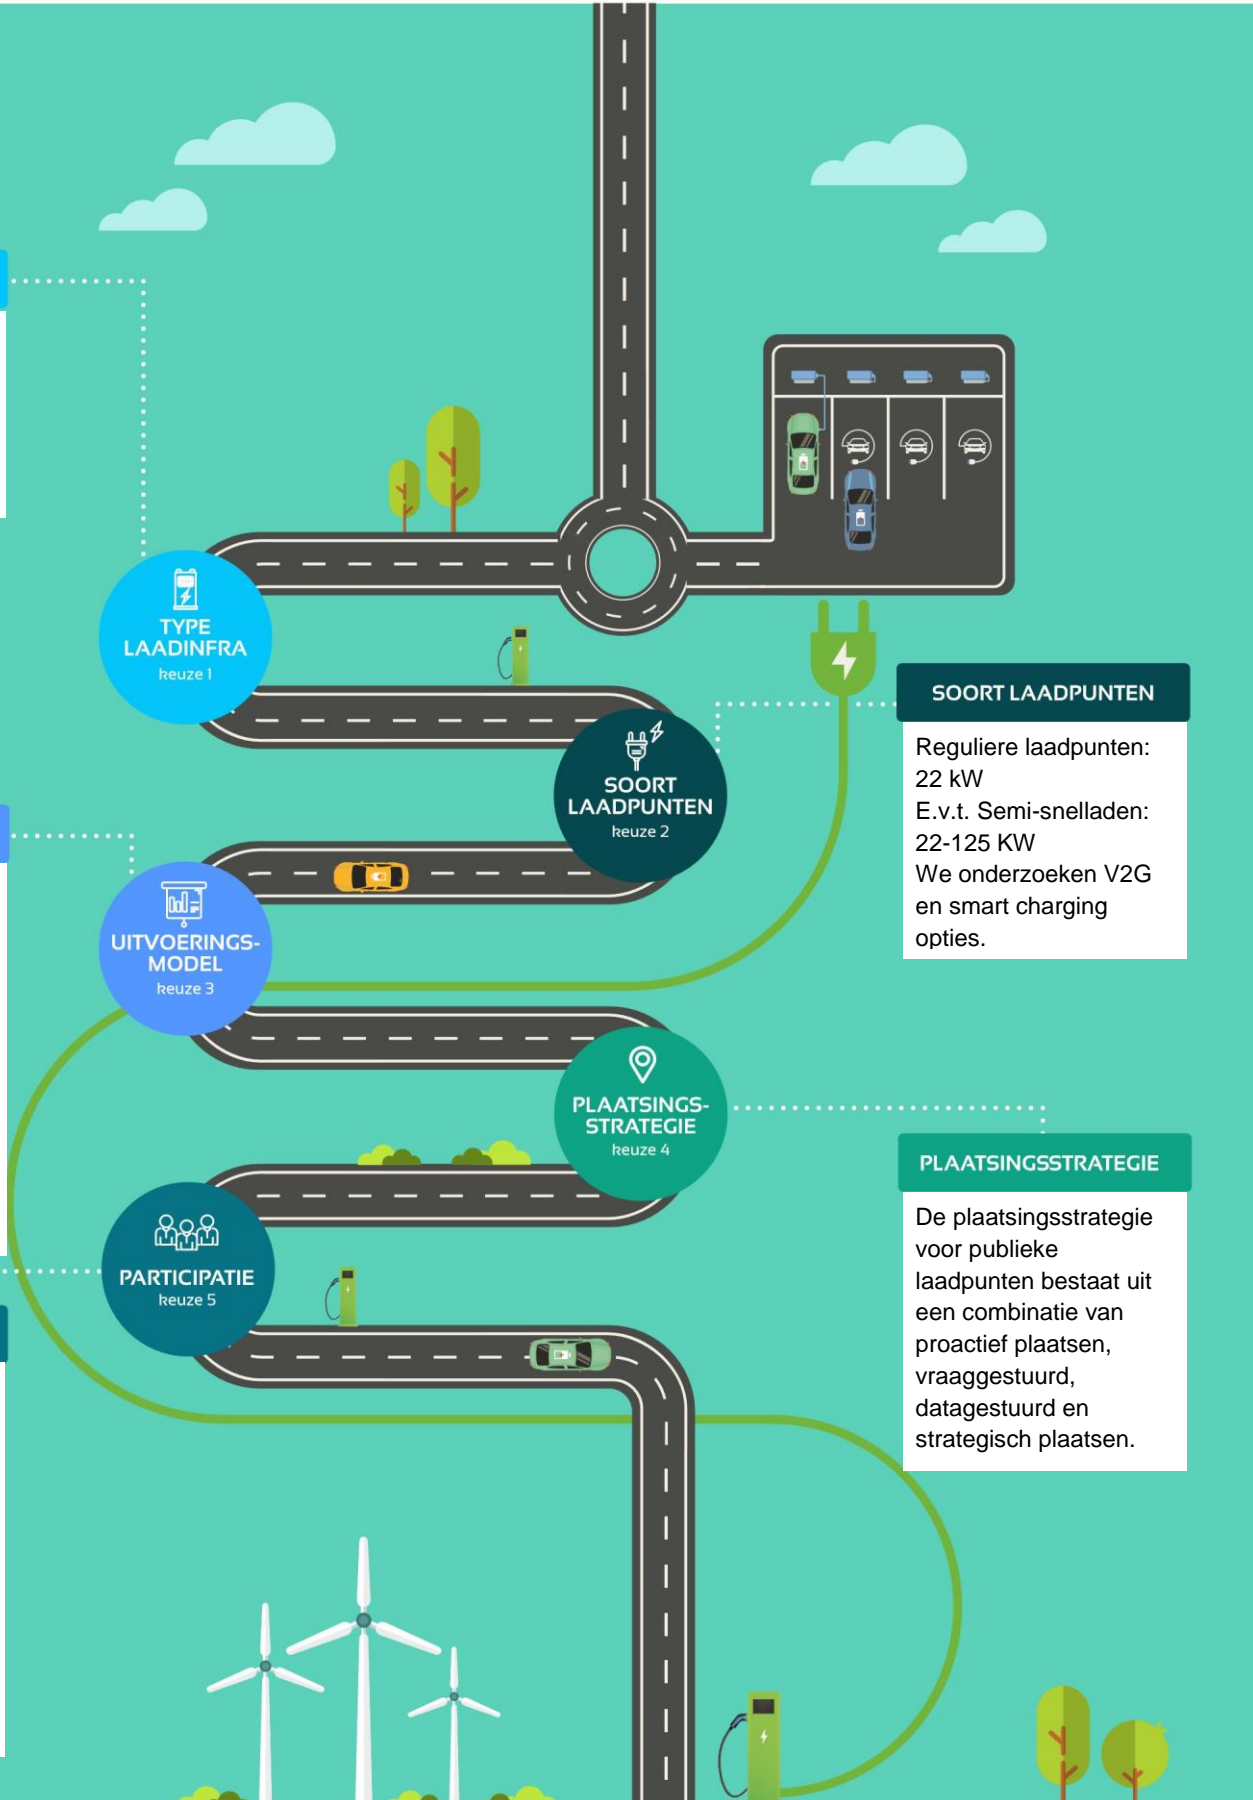 TYPE
LAADINFRA
keuze 1
SOORT
LAADPUNTEN
keuze 2
SOORT LAADPUNTEN
Reguliere laadpunten:
22 kW
E.v.t. Semi-snelladen:
22-125 KW
We onderzoeken V2G
en smart charging
opties.
UITVOERINGS-
MODEL
keuze 3
PLAATSINGS-
STRATEGIE
keuze 4
PLAATSINGSSTRATEGIE
De plaatsingsstrategie
voor publieke
laadpunten bestaat uit
een combinatie van
proactief plaatsen,
vraaggestuurd,
datagestuurd en
strategisch plaatsen.
PARTICIPATIE
keuze 5